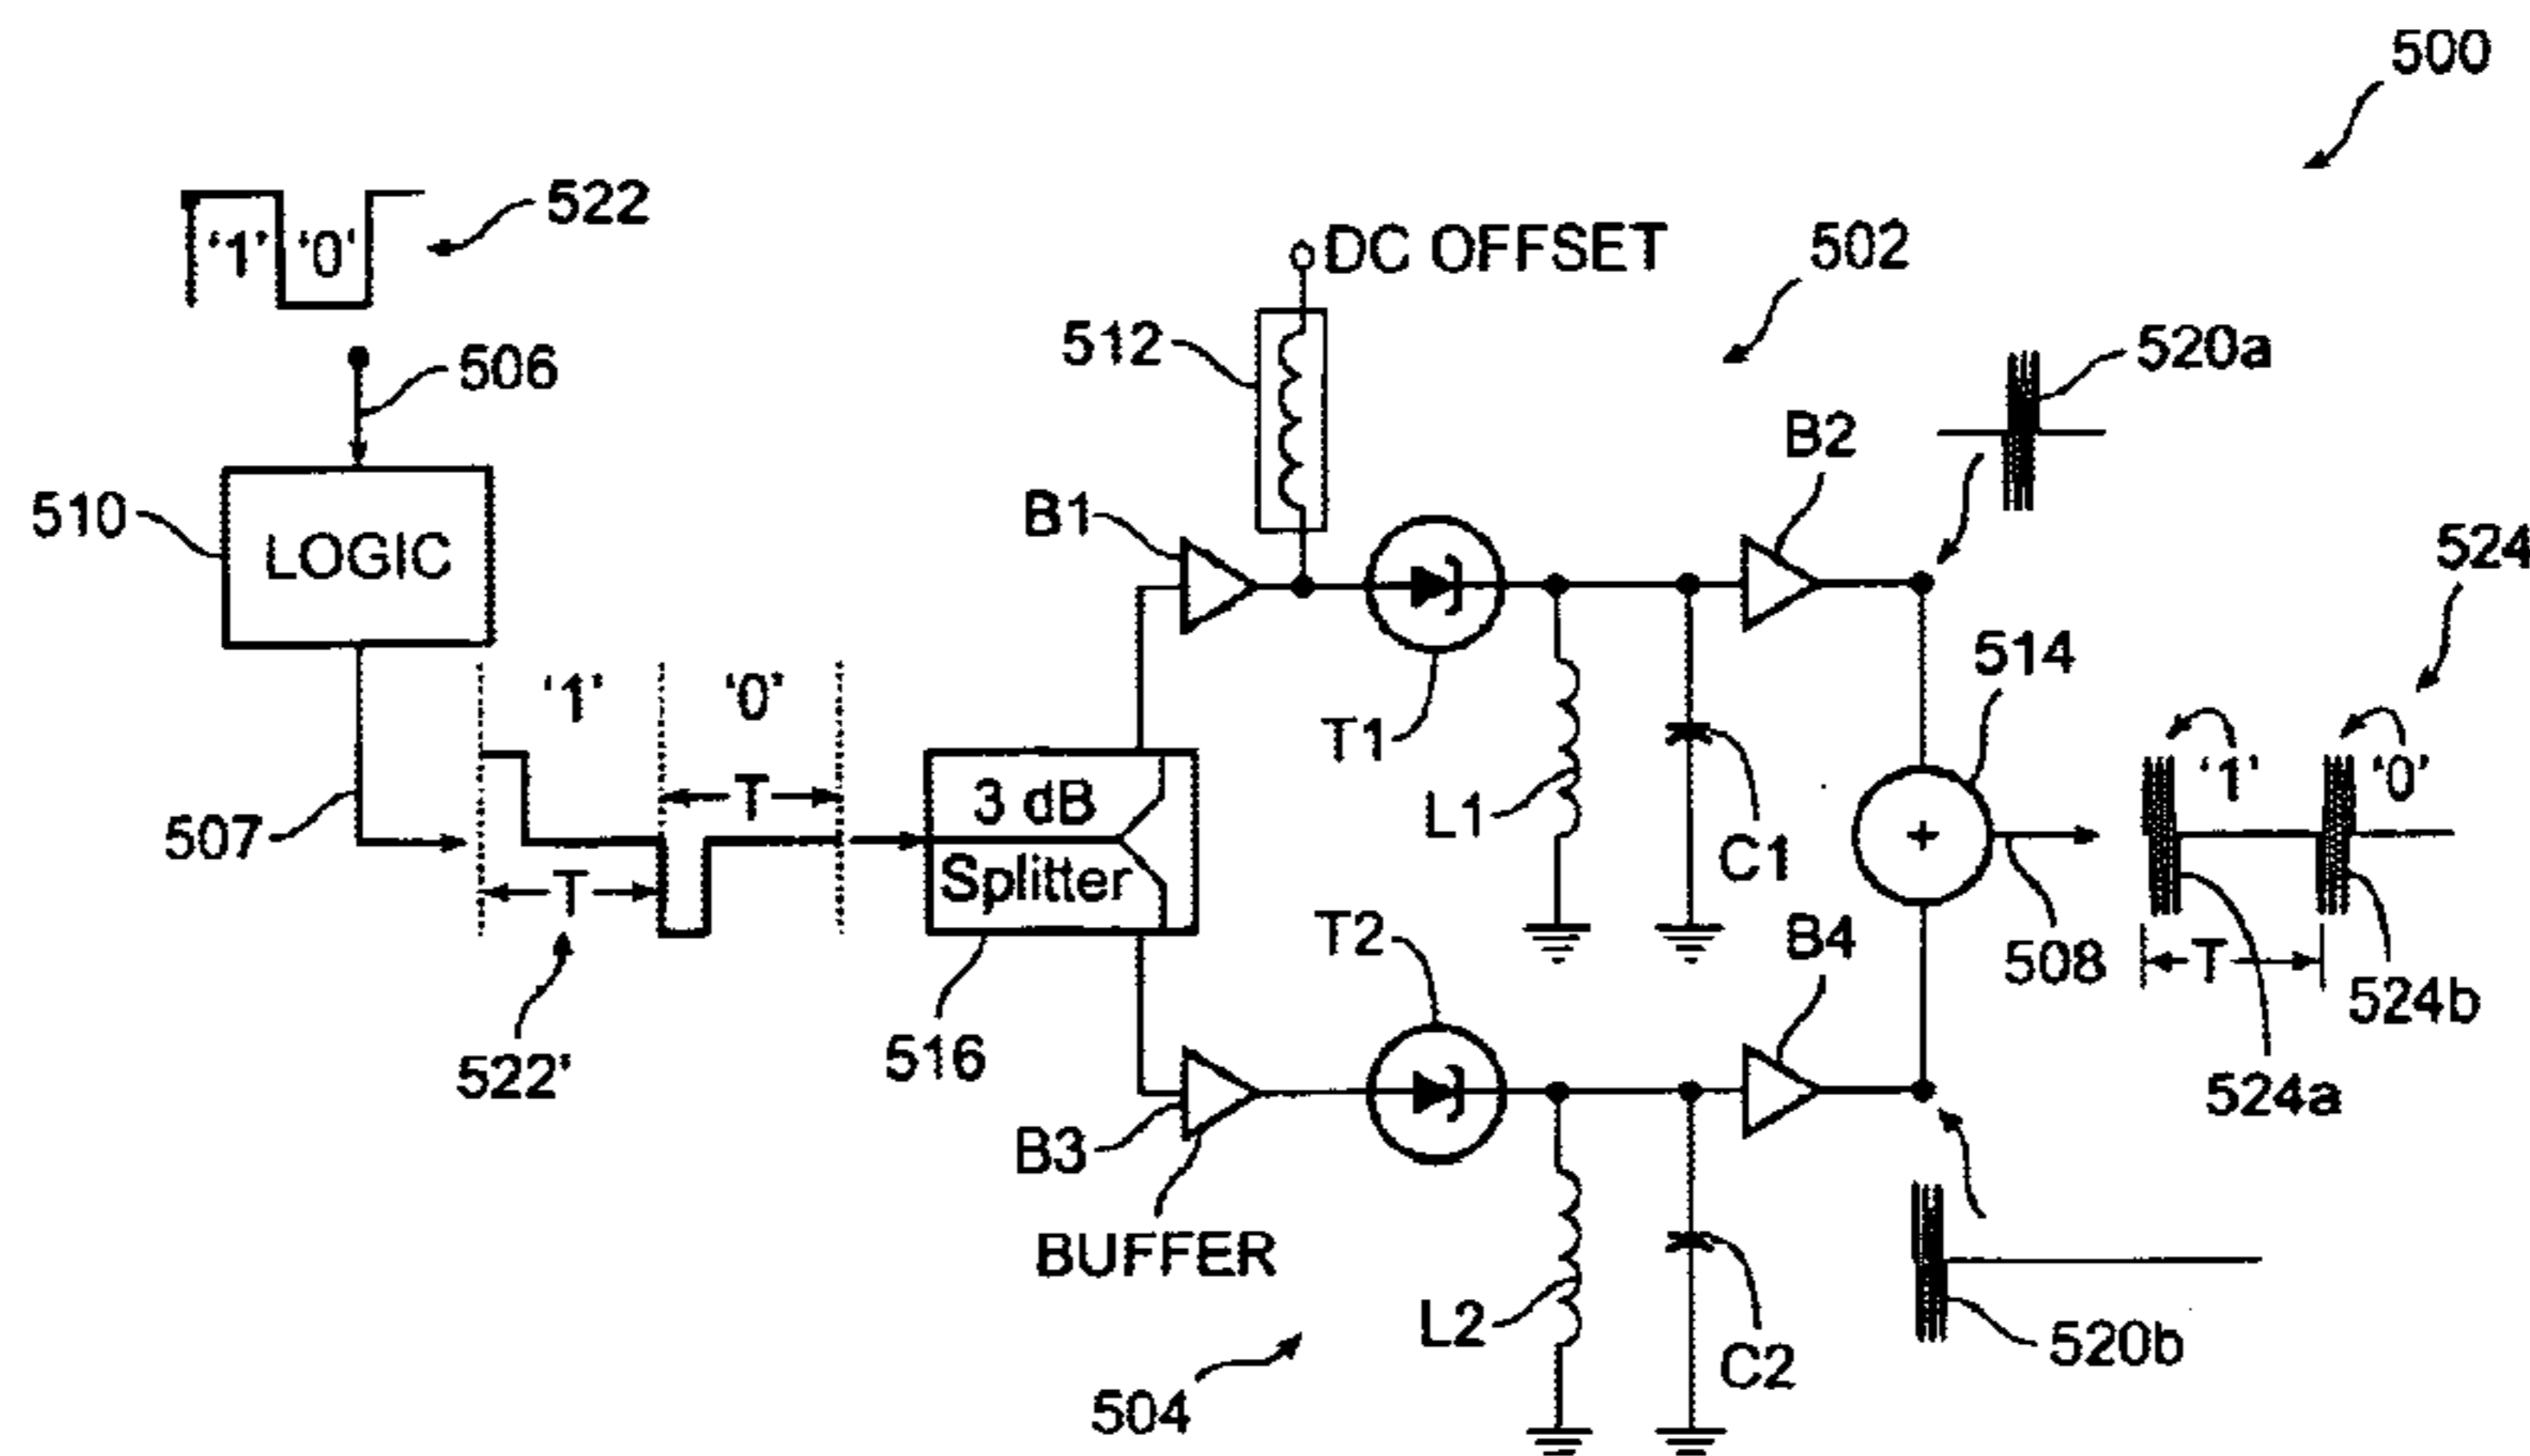 500
'1' '0'
522
DC OFFSET
502
512
520a
506
B2
510
LOGIC
B1
524
'1'
'0'
514
T1
T
3 dB
Splitter
L1
C1
+
'1'
'0'
507
T
T2
B4
508
T
524b
522'
516
524a
B3
BUFFER
L2
C2
520b
504